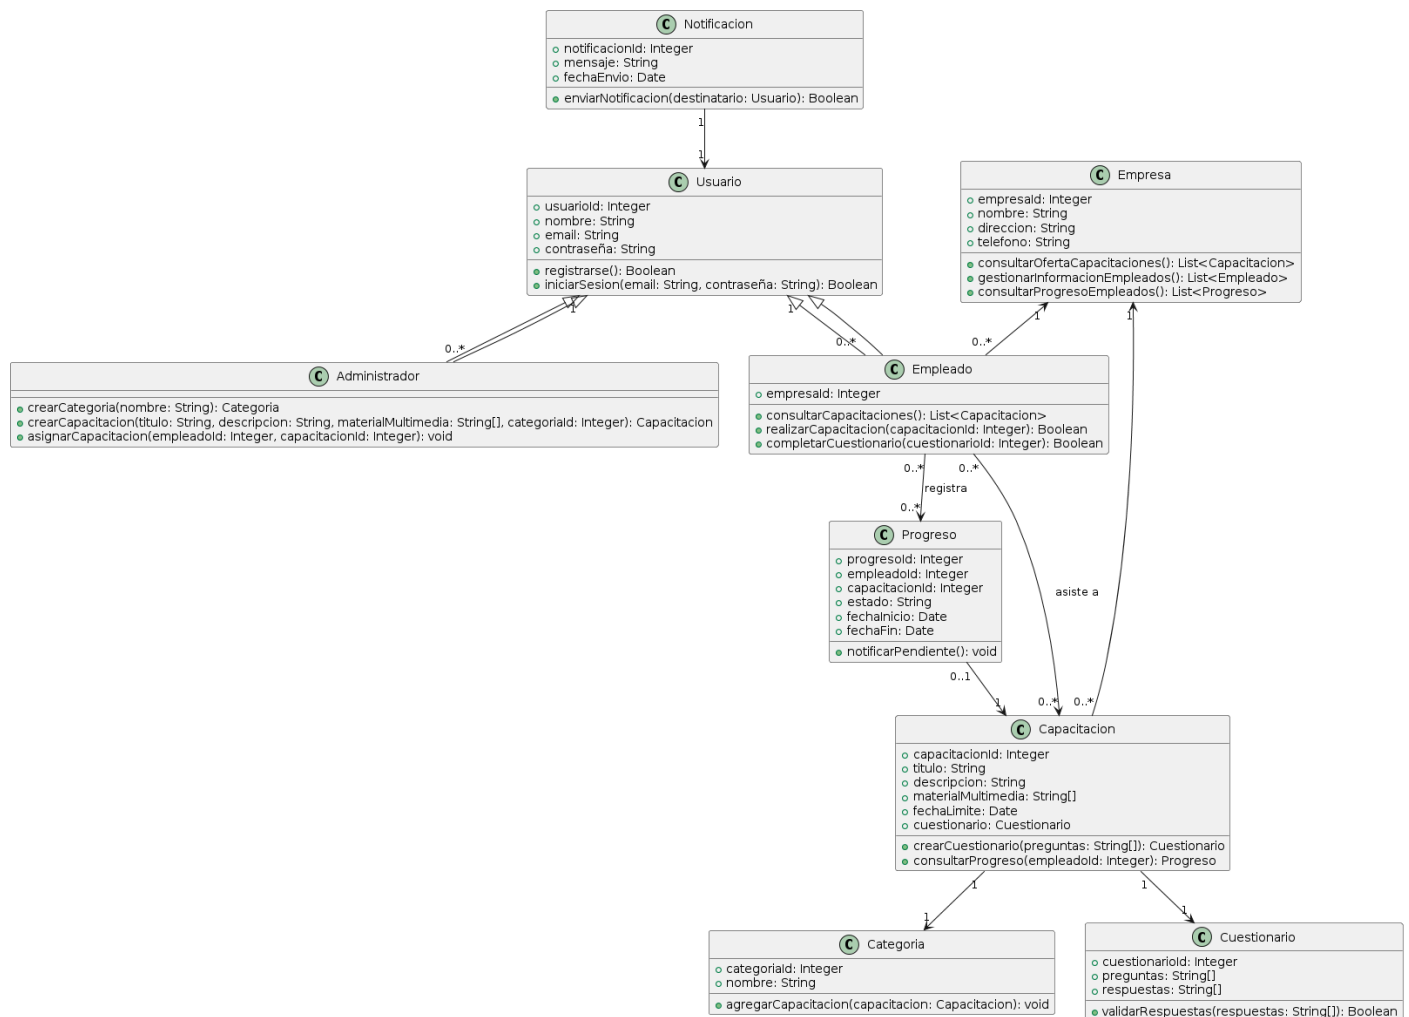 C Notificacion
notificacionId: Integer
mensaje: String
fechaEnvio: Date
enviarNotificacion(destinatario: Usuario): Boolean
1
1
C Usuario
usuarioId: Integer
nombre: String
email: String
contraseña: String
registrarse(): Boolean
iniciarSesion(email: String, contraseña: String): Boolean
C Empresa
empresaId: Integer
nombre: String
direccion: String
telefono: String
consultarOfertaCapacitaciones(): List<Capacitacion>
gestionarInformacionEmpleados(): List<Empleado>
consultarProgresoEmpleados(): List<Progreso>
1
1
1
1
0..*
0..*
0..*
C Administrador
crearCategoria(nombre: String): Categoria
crearCapacitacion(titulo: String, descripcion: String, materialMultimedia: String[], categoriaId: Integer): Capacitacion
asignarCapacitacion(empleadoId: Integer, capacitacionId: Integer): void
C Empleado
empresaId: Integer
consultarCapacitaciones(): List<Capacitacion>
realizarCapacitacion(capacitacionId: Integer): Boolean
completarCuestionario(cuestionarioId: Integer): Boolean
0..*
0..*
registra
0..*
C Progreso
progresoId: Integer
empleadoId: Integer
capacitacionId: Integer
estado: String
fechaInicio: Date
fechaFin: Date
notificarPendiente(): void
asiste a
0..1
1
0..*
0..*
C Capacitacion
capacitacionId: Integer
titulo: String
descripcion: String
materialMultimedia: String[]
fechaLimite: Date
cuestionario: Cuestionario
crearCuestionario(preguntas: String[]): Cuestionario
consultarProgreso(empleadoId: Integer): Progreso
1
1
1
1
C Categoria
categoriaId: Integer
nombre: String
agregarCapacitacion(capacitacion: Capacitacion): void
C Cuestionario
cuestionarioId: Integer
preguntas: String[]
respuestas: String[]
validarRespuestas(respuestas: String[]): Boolean